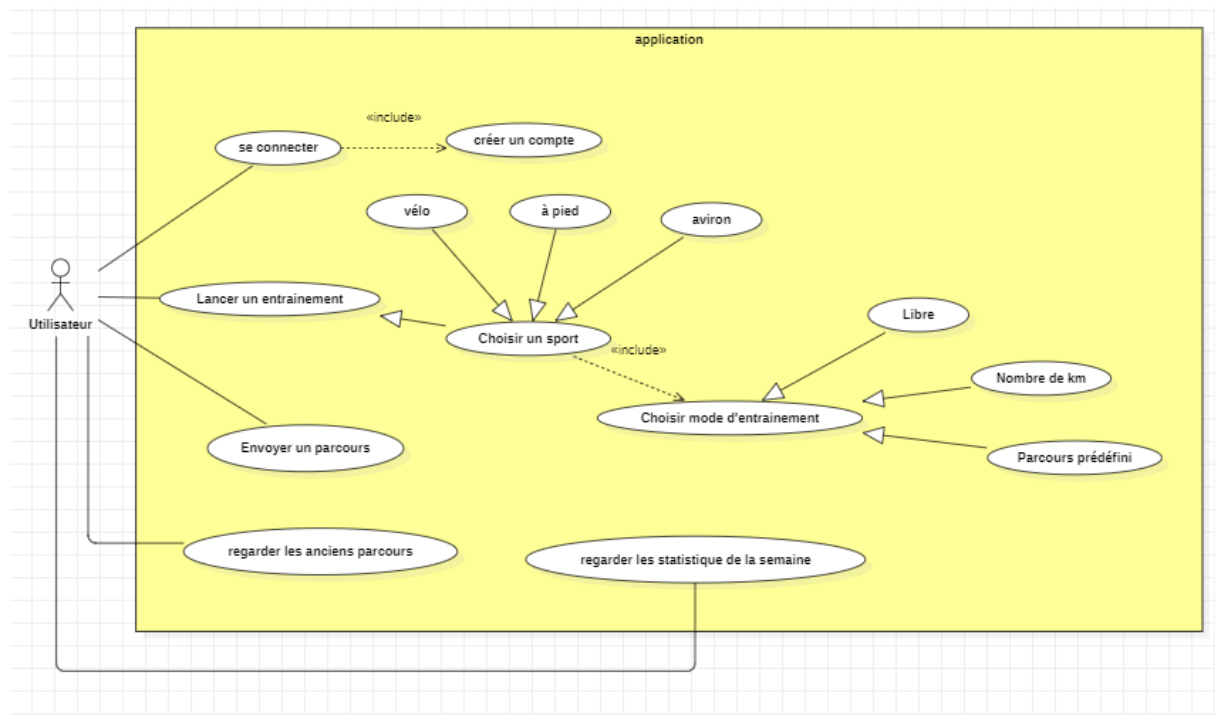 application
«include»
se connecter
créer un compte
vélo
à pied
aviron
Utilisateur
Lancer un entrainement
Choisir un sport
«include»
Libre
Nombre de km
Choisir mode d'entrainement
Parcours prédéfini
Envoyer un parcours
regarder les anciens parcours
regarder les statistique de la semaine